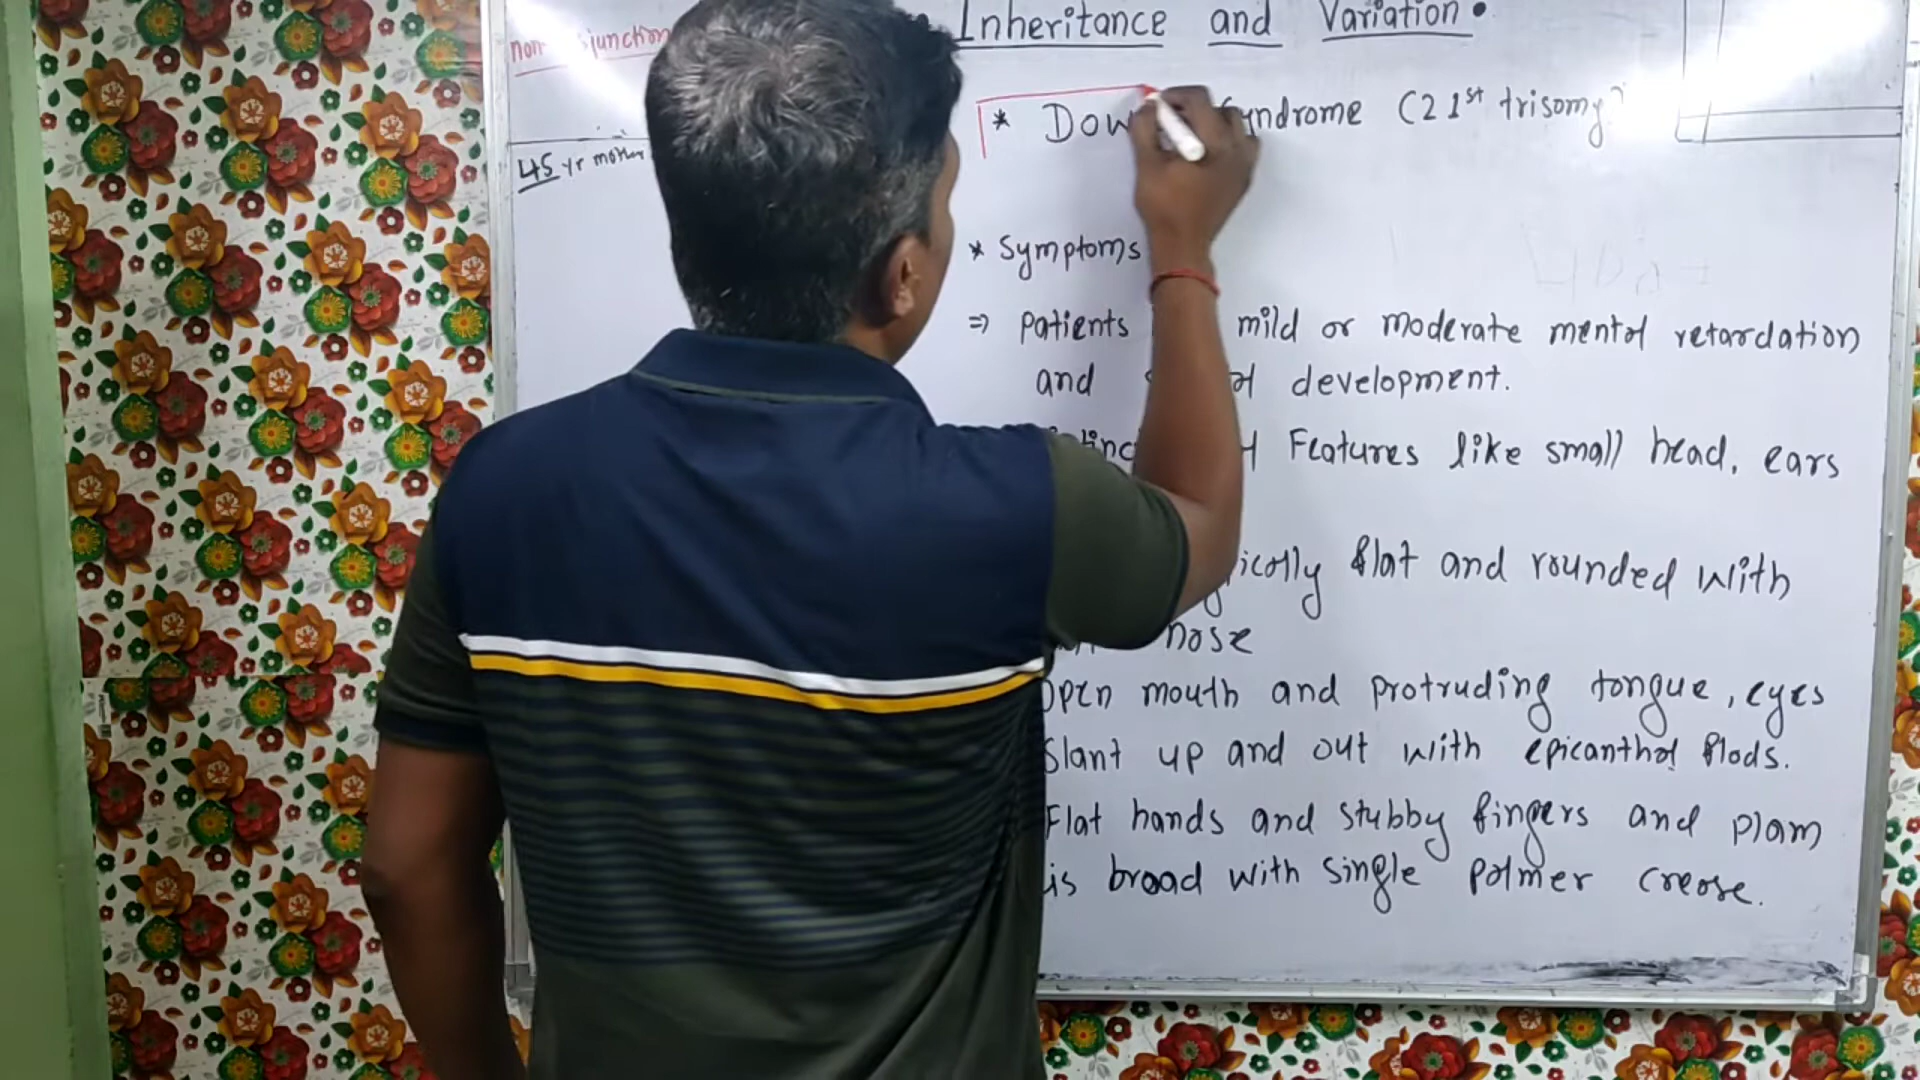 Inheritance and Variation.
non junction
* Dow Syndrome (21st trisomy)
45 yr mother
* Symptoms
⇒ Patients mild or moderate mental retardation
and development.
Features like small head, ears
flat and rounded with
nose
Open mouth and protruding tongue, eyes
Slant up and out with epicanthal flods.
Flat hands and stubby fingers and plam
is broad with single palmer crease.